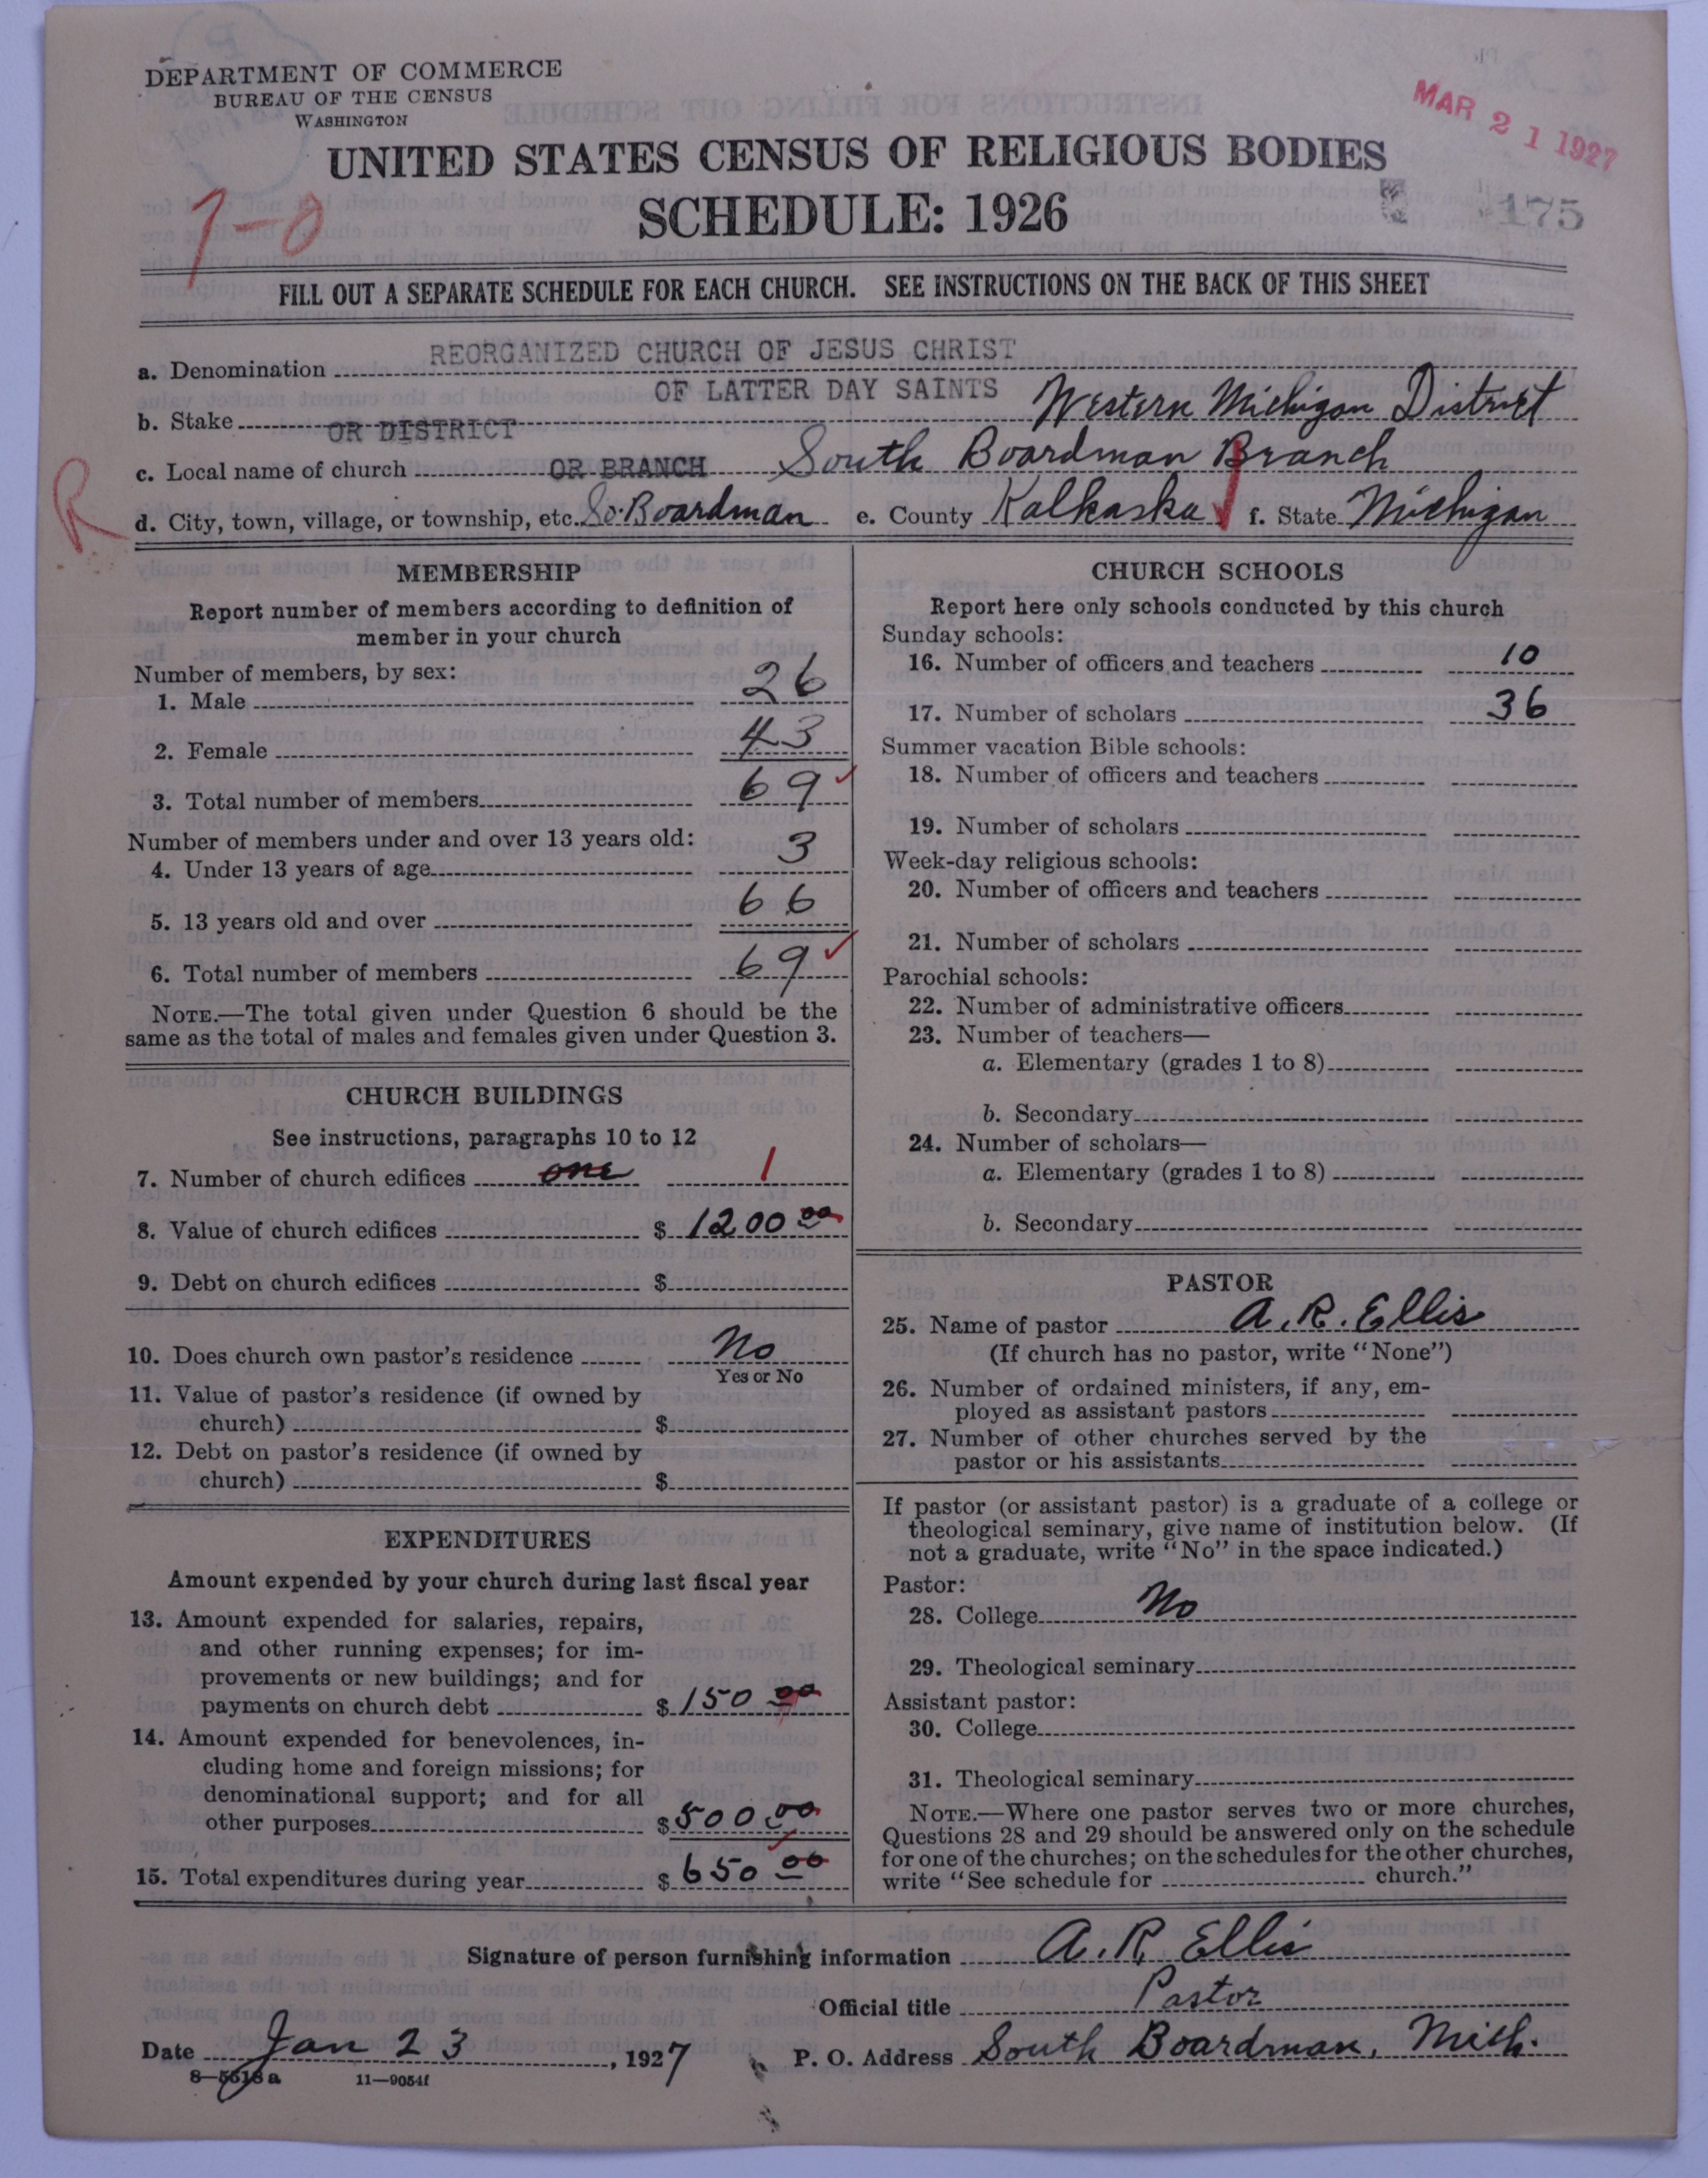 DEPARTMENT OF COMMERCE
BUREAU OF THE CENSUS
WASHINGTON
MAR 21 1927
UNITED STATES CENSUS OF RELIGIOUS BODIES
SCHEDULE: 1926
175
7-0
FILL OUT A SEPARATE SCHEDULE FOR EACH CHURCH. SEE INSTRUCTIONS ON THE BACK OF THIS SHEET
a. Denomination REORGANIZED CHURCH OF JESUS CHRIST
OF LATTER DAY SAINTS
b. Stake OR DISTRICT Western Michigan District
c. Local name of church OR BRANCH South Boardman Branch
R
d. City, town, village, or township, etc. So. Boardman e. County Kalkaska f. State Michigan
MEMBERSHIP
Report number of members according to definition of
member in your church
Number of members, by sex:
1. Male 26
2. Female 43
3. Total number of members 69
Number of members under and over 13 years old:
4. Under 13 years of age 3
5. 13 years old and over 66
6. Total number of members 69
NOTE.—The total given under Question 6 should be the
same as the total of males and females given under Question 3.
CHURCH BUILDINGS
See instructions, paragraphs 10 to 12
7. Number of church edifices one 1
8. Value of church edifices $ 1200 00
9. Debt on church edifices $
10. Does church own pastor's residence No
Yes or No
11. Value of pastor's residence (if owned by
church) $
12. Debt on pastor's residence (if owned by
church) $
EXPENDITURES
Amount expended by your church during last fiscal year
13. Amount expended for salaries, repairs,
and other running expenses; for im-
provements or new buildings; and for
payments on church debt $ 150 00
14. Amount expended for benevolences, in-
cluding home and foreign missions; for
denominational support; and for all
other purposes $ 500 00
15. Total expenditures during year $ 650 00
CHURCH SCHOOLS
Report here only schools conducted by this church
Sunday schools:
16. Number of officers and teachers 10
17. Number of scholars 36
Summer vacation Bible schools:
18. Number of officers and teachers
19. Number of scholars
Week-day religious schools:
20. Number of officers and teachers
21. Number of scholars
Parochial schools:
22. Number of administrative officers
23. Number of teachers—
a. Elementary (grades 1 to 8)
b. Secondary
24. Number of scholars—
a. Elementary (grades 1 to 8)
b. Secondary
PASTOR
25. Name of pastor A. R. Ellis
(If church has no pastor, write "None")
26. Number of ordained ministers, if any, em-
ployed as assistant pastors
27. Number of other churches served by the
pastor or his assistants
If pastor (or assistant pastor) is a graduate of a college or
theological seminary, give name of institution below. (If
not a graduate, write "No" in the space indicated.)
Pastor:
28. College No
29. Theological seminary
Assistant pastor:
30. College
31. Theological seminary
NOTE.—Where one pastor serves two or more churches,
Questions 28 and 29 should be answered only on the schedule
for one of the churches; on the schedules for the other churches,
write "See schedule for church."
Signature of person furnishing information A. R. Ellis
Official title Pastor
Date Jan 23, 1927 P. O. Address South Boardman, Mich.
8—5513a 11—9054f